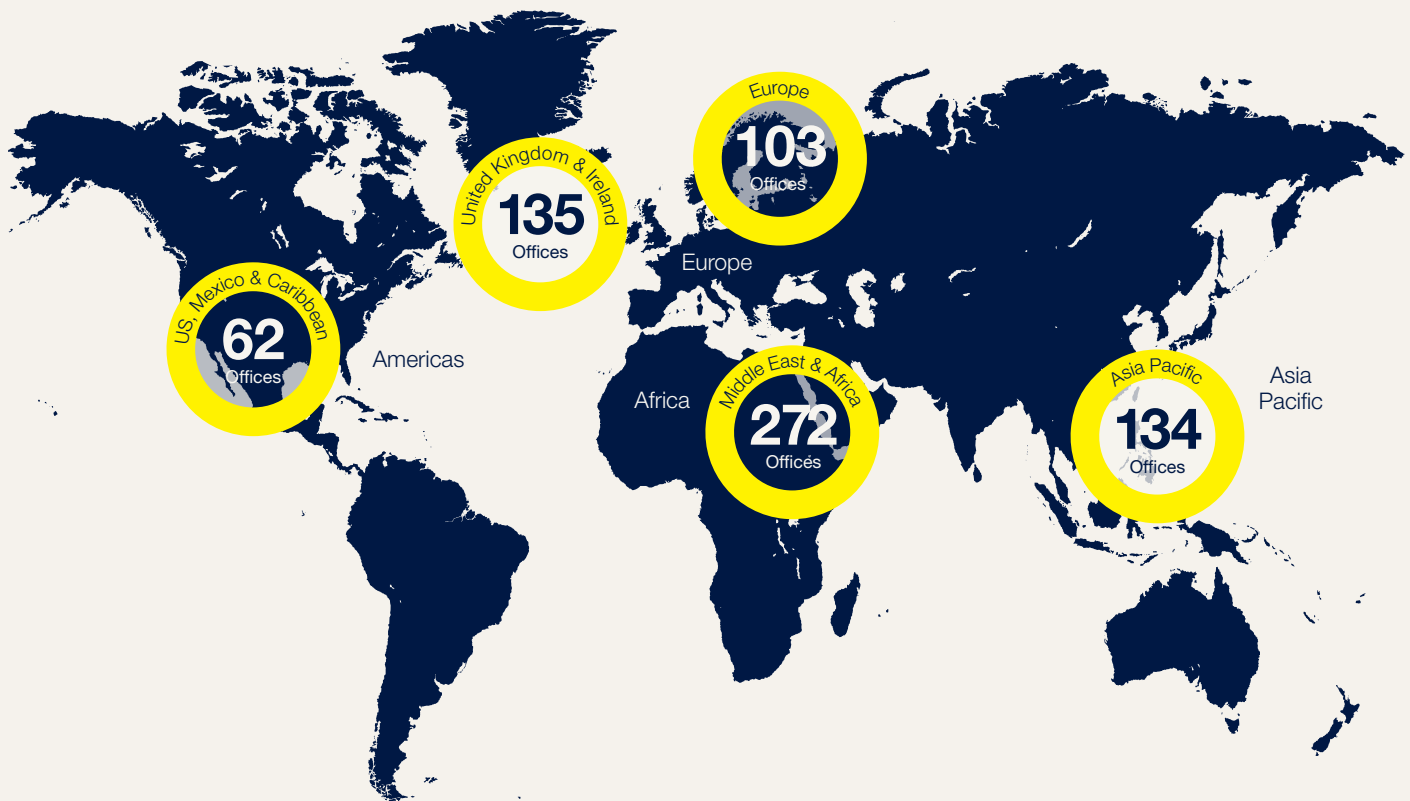 Europe
103
Offices
United Kingdom & Ireland
135
Offices
Europe
US, Mexico & Caribbean
62
Offices
Americas
Middle East & Africa
272
Offices
Africa
Asia Pacific
134
Offices
Asia
Pacific